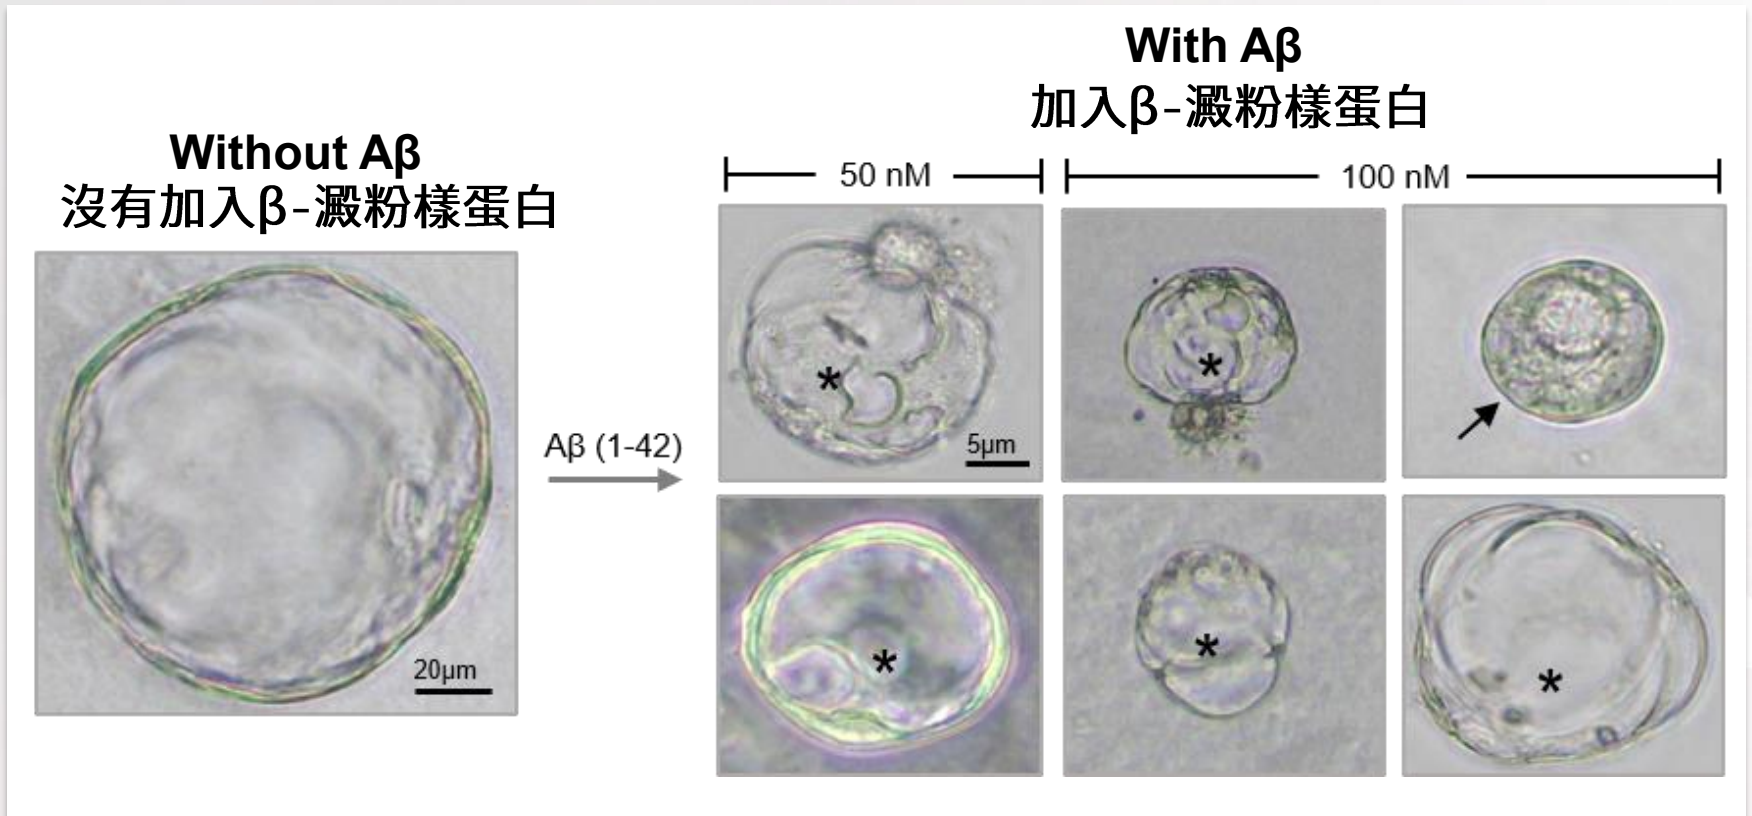 Without Aβ
沒有加入β-澱粉樣蛋白
20μm
Aβ (1-42)
With Aβ
加入β-澱粉樣蛋白
50 nM
100 nM
*
5μm
*
*
*
*